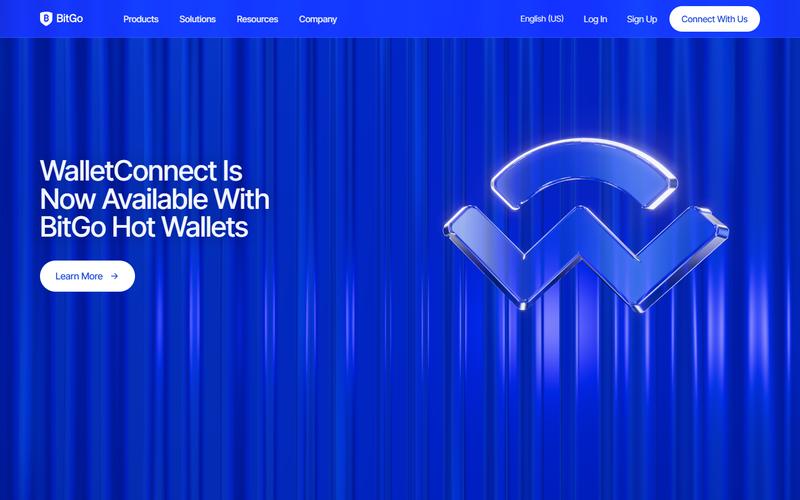 BitGo
Products
Solutions
Resources
Company
English (US)
Log In
Sign Up
Connect With Us
WalletConnect Is
Now Available With
BitGo Hot Wallets
Learn More →